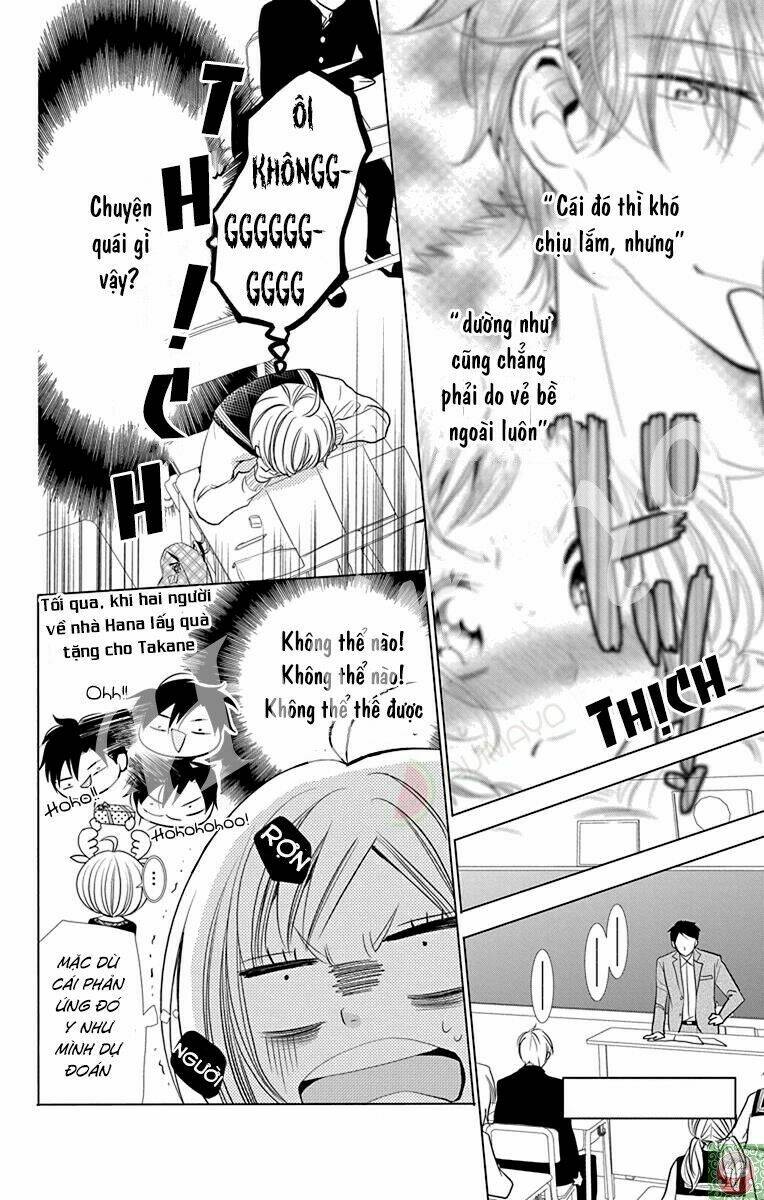 “Cái đó thì khó
chịu lắm, nhưng”
“dường như
cũng chẳng
phải do vẻ bề
ngoài luôn”
THỊCH
ÔI
KHÔNGG-
GGGGGG-
GGGG
Chuyện
quái gì
vậy?
THỊCH
Tối qua, khi hai người
về nhà Hana lấy quà
tặng cho Takane
Không thể nào!
Không thể nào!
Không thể thế được
Ohh!!
Hoho!!
Hohohohoo!
...
RỢN
NGƯỜI
MẶC DÙ
CÁI PHẢN
ỨNG ĐÓ
Y NHƯ
MÌNH DỰ
ĐOÁN